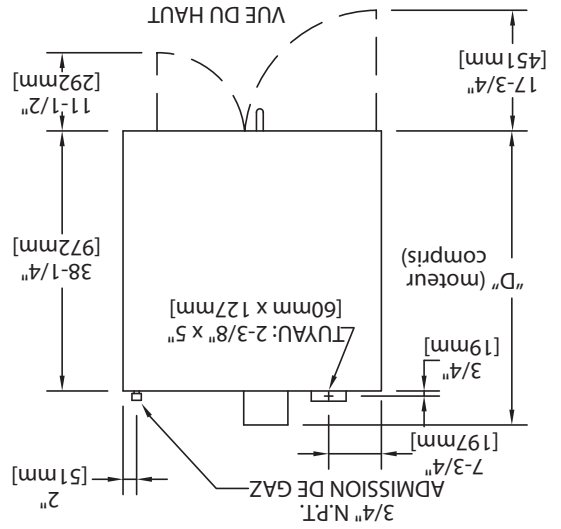 3/4" N.P.T.
ADMISSION DE GAZ
7-3/4"
[197mm]
2"
[51mm]
3/4"
[19mm]
TUYAU: 2-3/8" x 5"
[60mm x 127mm]
"D" (moteur
compris)
38-1/4"
[972mm]
17-3/4"
[451mm]
11-1/2"
[292mm]
VUE DU HAUT